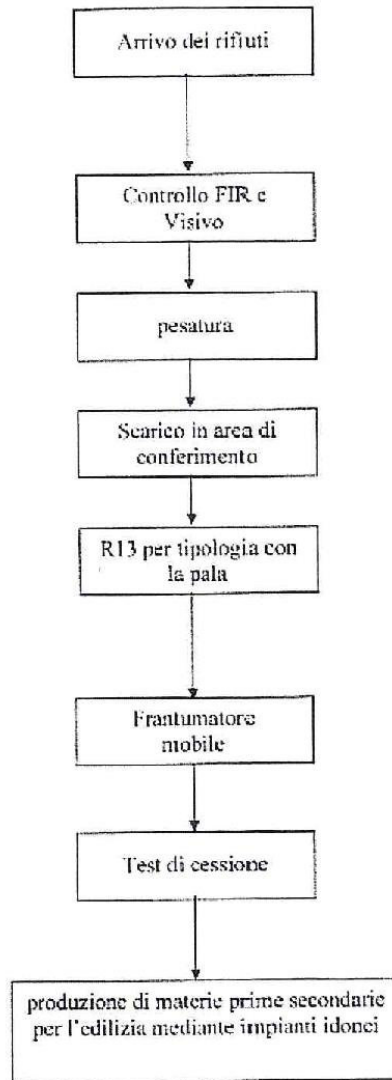 Arrivo dei rifiuti
Controllo FIR e
Visivo
pesatura
Scarico in area di
conferimento
R13 per tipologia con
la pala
Frantumatore
mobile
Test di cessione
produzione di materie prime secondarie
per l'edilizia mediante impianti idonei